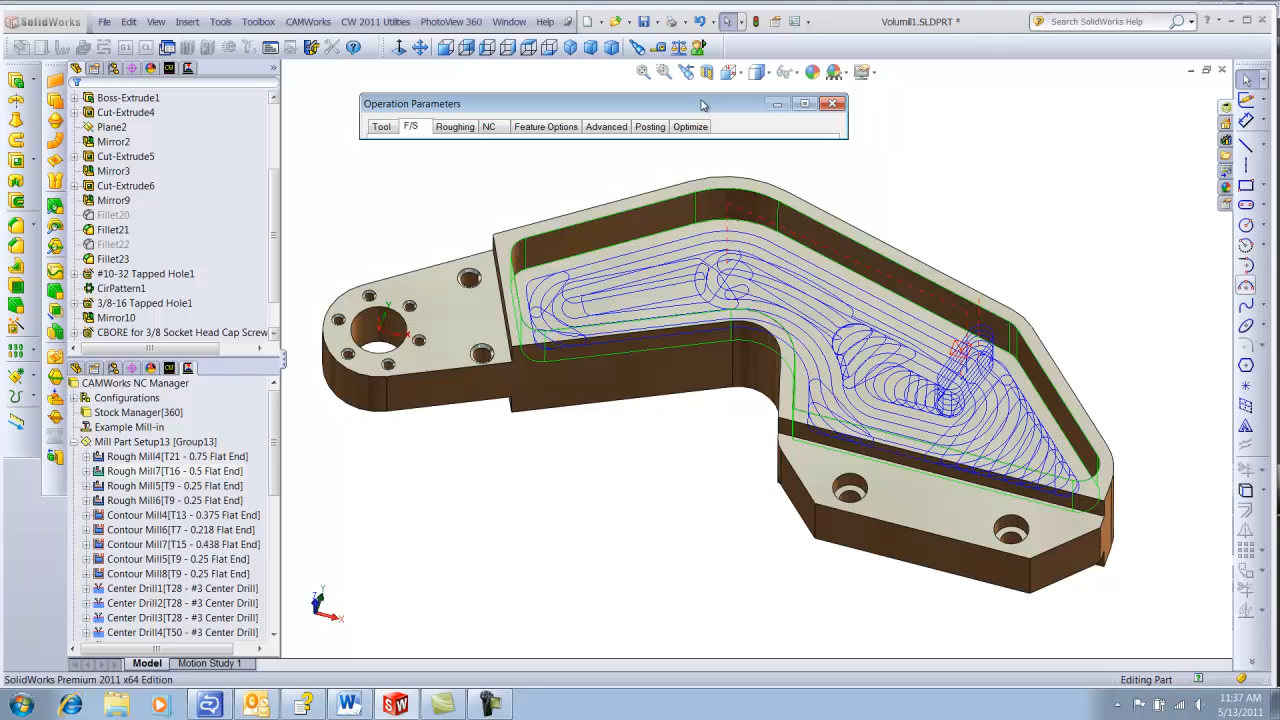 SolidWorks File Edit View Insert Tools Toolbox CAMWorks CW 2011 Utilities PhotoView 360 Window Help Volumill1.SLDPRT * Search SolidWorks Help
Operation Parameters
Tool F/S Roughing NC Feature Options Advanced Posting Optimize
Boss-Extrude1
Cut-Extrude4
Plane2
Mirror2
Cut-Extrude5
Mirror3
Cut-Extrude6
Mirror9
Fillet20
Fillet21
Fillet22
Fillet23
#10-32 Tapped Hole1
CirPattern1
3/8-16 Tapped Hole1
Mirror10
CBORE for 3/8 Socket Head Cap Screw
CAMWorks NC Manager
Configurations
Stock Manager[360]
Example Mill-in
Mill Part Setup13 [Group13]
Rough Mill4[T21 - 0.75 Flat End]
Rough Mill7[T16 - 0.5 Flat End]
Rough Mill5[T9 - 0.25 Flat End]
Rough Mill6[T9 - 0.25 Flat End]
Contour Mill4[T13 - 0.375 Flat End]
Contour Mill6[T7 - 0.218 Flat End]
Contour Mill7[T15 - 0.438 Flat End]
Contour Mill5[T9 - 0.25 Flat End]
Contour Mill8[T9 - 0.25 Flat End]
Center Drill1[T28 - #3 Center Drill]
Center Drill2[T28 - #3 Center Drill]
Center Drill3[T28 - #3 Center Drill]
Center Drill4[T50 - #3 Center Drill]
Y
X
Y
Z
X
Model Motion Study 1
SolidWorks Premium 2011 x64 Edition Editing Part
11:37 AM
5/13/2011